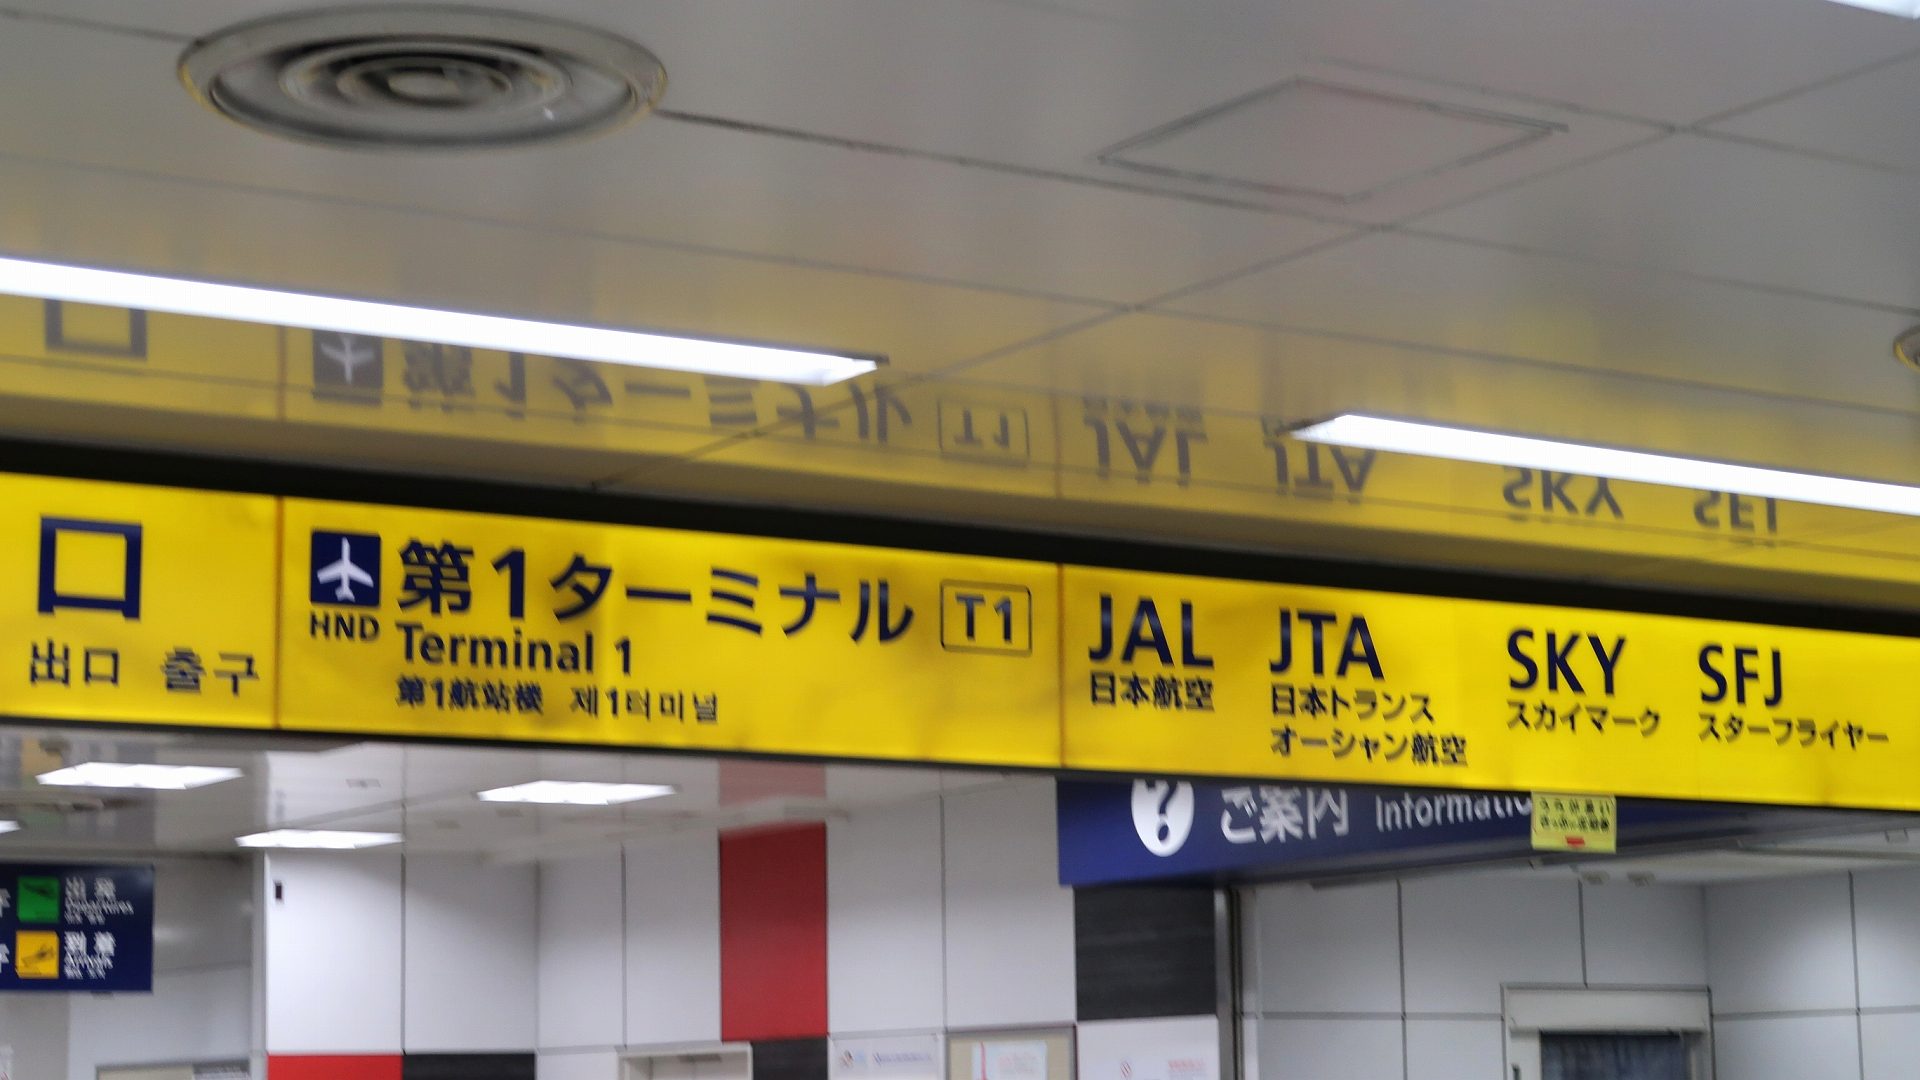 口
出口 출구
HND
第1ターミナル T1
Terminal 1
第1航站楼 제1터미널
JAL
日本航空
JTA
日本トランス
オーシャン航空
SKY
スカイマーク
SFJ
スターフライヤー
? ご案内 Informatio
出発
到着